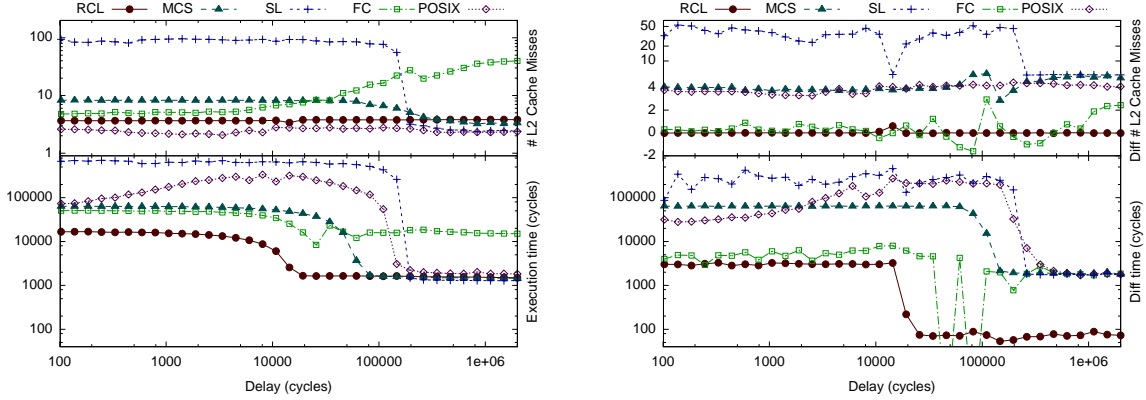 RCL MCS SL FC POSIX
100
10
1
# L2 Cache Misses
100000
10000
1000
100
Execution time (cycles)
100 1000 10000 100000 1e+06
Delay (cycles)
RCL MCS SL FC POSIX
50
20
10
4
2
0
-2
Diff # L2 Cache Misses
100000
10000
1000
100
Diff time (cycles)
100 1000 10000 100000 1e+06
Delay (cycles)